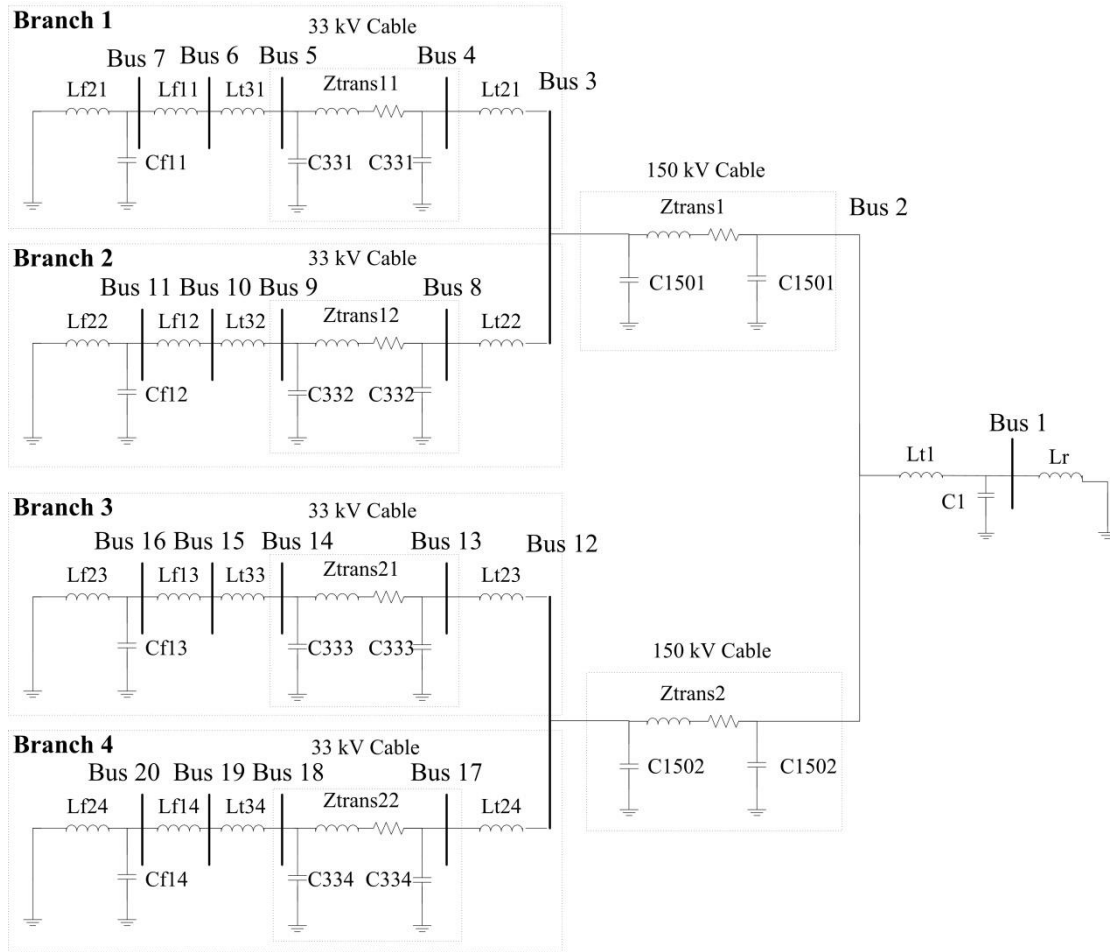 Branch 1
33 kV Cable
Bus 7
Bus 6
Bus 5
Bus 4
Lf21
Lf11
Lt31
Ztrans11
Lt21
Bus 3
Cf11
C331
C331
150 kV Cable
Ztrans1
Bus 2
C1501
C1501
Branch 2
33 kV Cable
Bus 11
Bus 10
Bus 9
Bus 8
Lf22
Lf12
Lt32
Ztrans12
Lt22
Cf12
C332
C332
Bus 1
Lt1
Lr
C1
Branch 3
33 kV Cable
Bus 16
Bus 15
Bus 14
Bus 13
Bus 12
Lf23
Lf13
Lt33
Ztrans21
Lt23
Cf13
C333
C333
150 kV Cable
Ztrans2
C1502
C1502
Branch 4
33 kV Cable
Bus 20
Bus 19
Bus 18
Bus 17
Lf24
Lf14
Lt34
Ztrans22
Lt24
Cf14
C334
C334